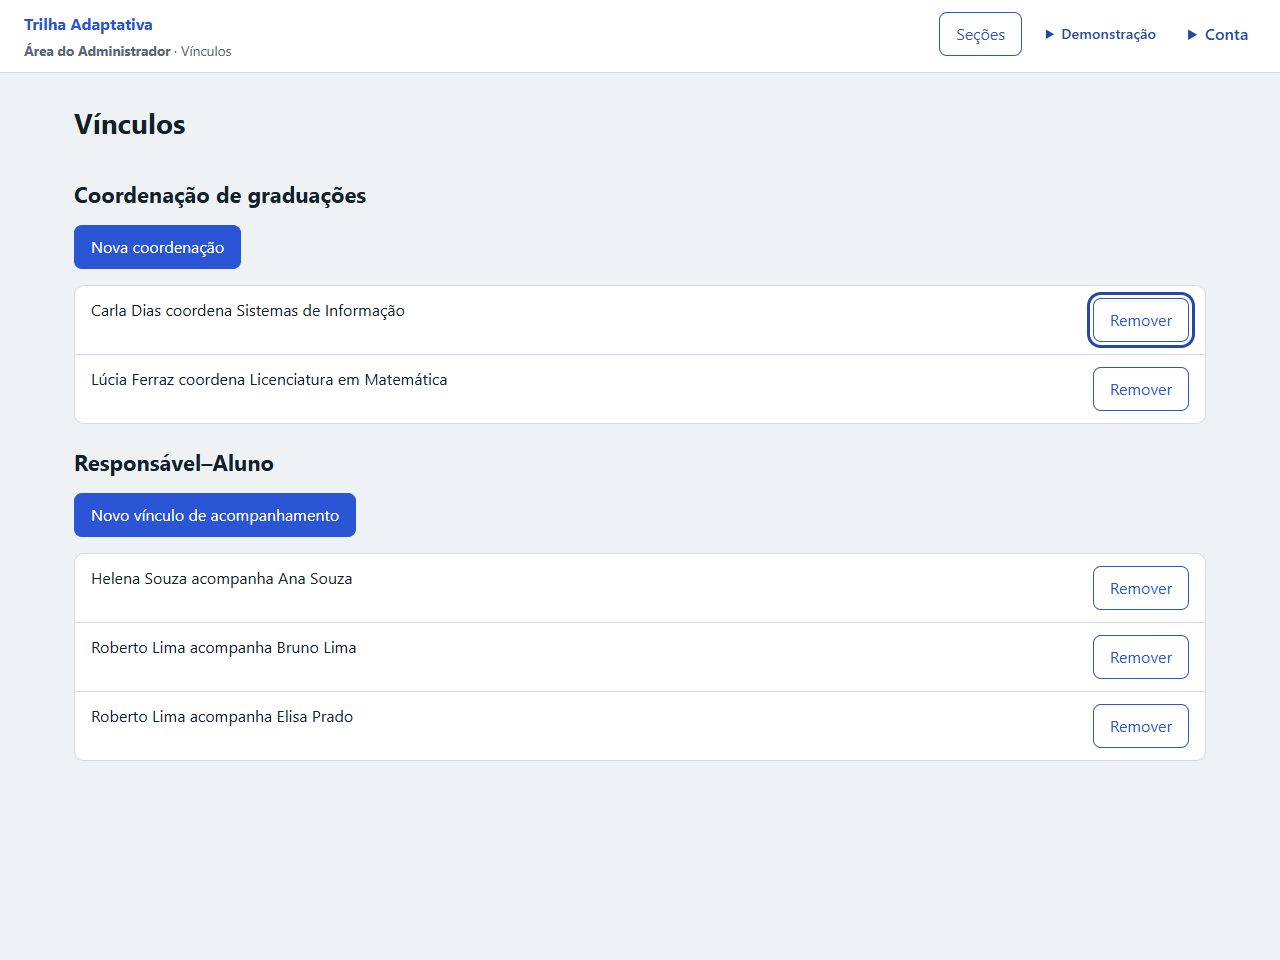 Trilha Adaptativa
Área do Administrador · Vínculos
Seções
Demonstração
Conta
Vínculos
Coordenação de graduações
Nova coordenação
Carla Dias coordena Sistemas de Informação
Remover
Lúcia Ferraz coordena Licenciatura em Matemática
Remover
Responsável–Aluno
Novo vínculo de acompanhamento
Helena Souza acompanha Ana Souza
Remover
Roberto Lima acompanha Bruno Lima
Remover
Roberto Lima acompanha Elisa Prado
Remover